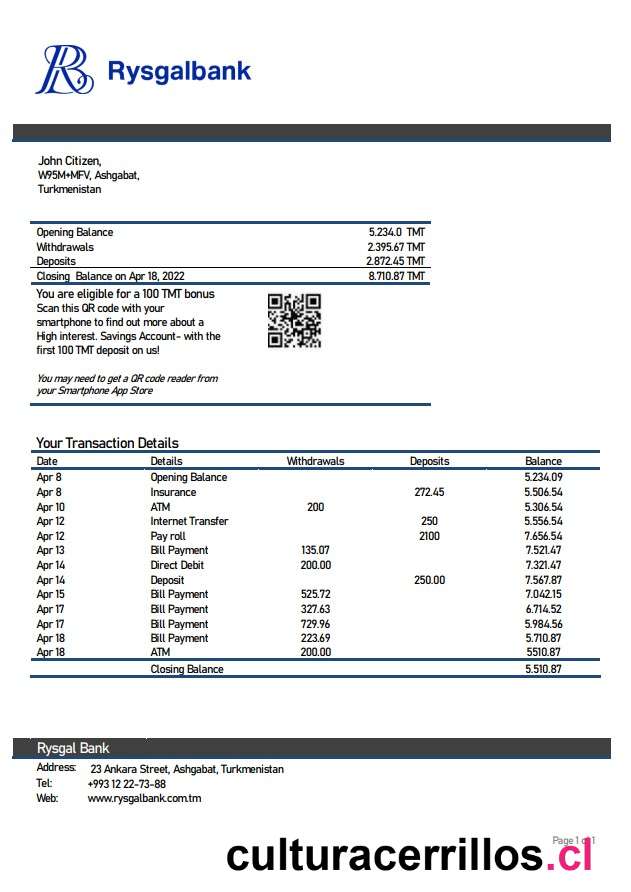 Rysgalbank
John Citizen,
W95M+MFV, Ashgabat,
Turkmenistan
Opening Balance 5.234.0 TMT
Withdrawals 2.395.67 TMT
Deposits 2.872.45 TMT
Closing Balance on Apr 18, 2022 8.710.87 TMT
You are eligible for a 100 TMT bonus
Scan this QR code with your
smartphone to find out more about a
High interest. Savings Account- with the
first 100 TMT deposit on us!
You may need to get a QR code reader from
your Smartphone App Store
Your Transaction Details
Date Details Withdrawals Deposits Balance
Apr 8 Opening Balance 5.234.09
Apr 8 Insurance 272.45 5.506.54
Apr 10 ATM 200 5.306.54
Apr 12 Internet Transfer 250 5.556.54
Apr 12 Pay roll 2100 7.656.54
Apr 13 Bill Payment 135.07 7.521.47
Apr 14 Direct Debit 200.00 7.321.47
Apr 14 Deposit 250.00 7.567.87
Apr 15 Bill Payment 525.72 7.042.15
Apr 17 Bill Payment 327.63 6.714.52
Apr 17 Bill Payment 729.96 5.984.56
Apr 18 Bill Payment 223.69 5.710.87
Apr 18 ATM 200.00 5510.87
Closing Balance 5.510.87
Rysgal Bank
Address: 23 Ankara Street, Ashgabat, Turkmenistan
Tel: +993 12 22-73-88
Web: www.rysgalbank.com.tm
Page 1 of 1
culturacerrillos.cl